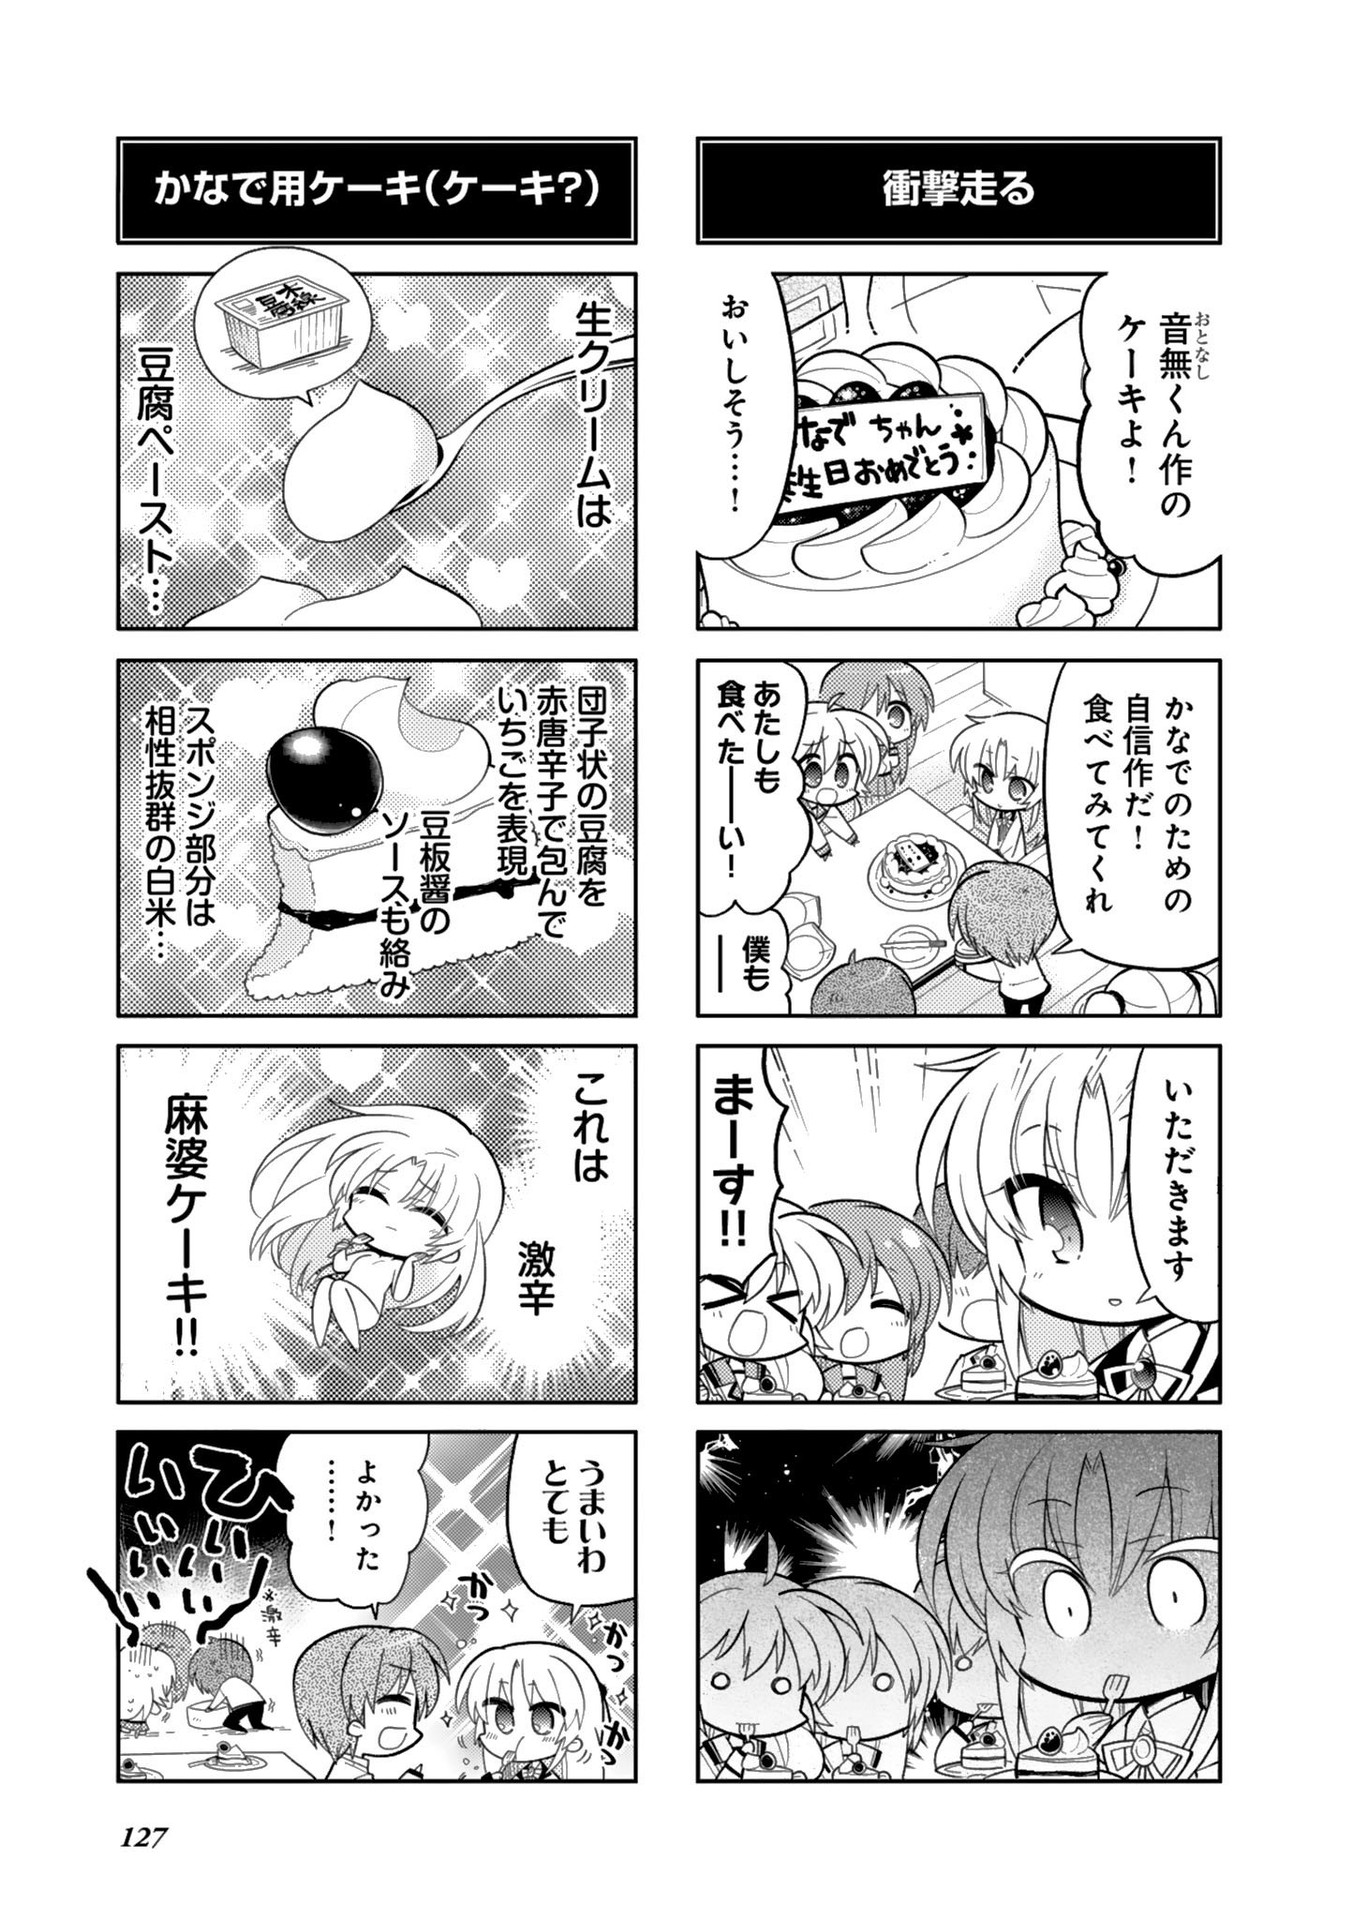 衝撃走る
音無くん作の
おとなし
ケーキよ！
なでちゃん
生日おめでとう
おいしそう…！
かなでのための
自信作だ！
食べてみてくれ
あたしも
食べたーーい！
僕も
ーー
いただきます
まーす!!
かなで用ケーキ（ケーキ？）
生クリームは
木綿
豆腐
豆腐ペースト…
団子状の豆腐を
赤唐辛子で包んで
いちごを表現
豆板醤の
ソースも絡み
スポンジ部分は
相性抜群の白米…
これは
激辛
麻婆ケーキ!!
うまいわ
とても
かっ
かっ
かっ
かっ
よかった
……！
ひいいい
いいいいい
＊激辛
127